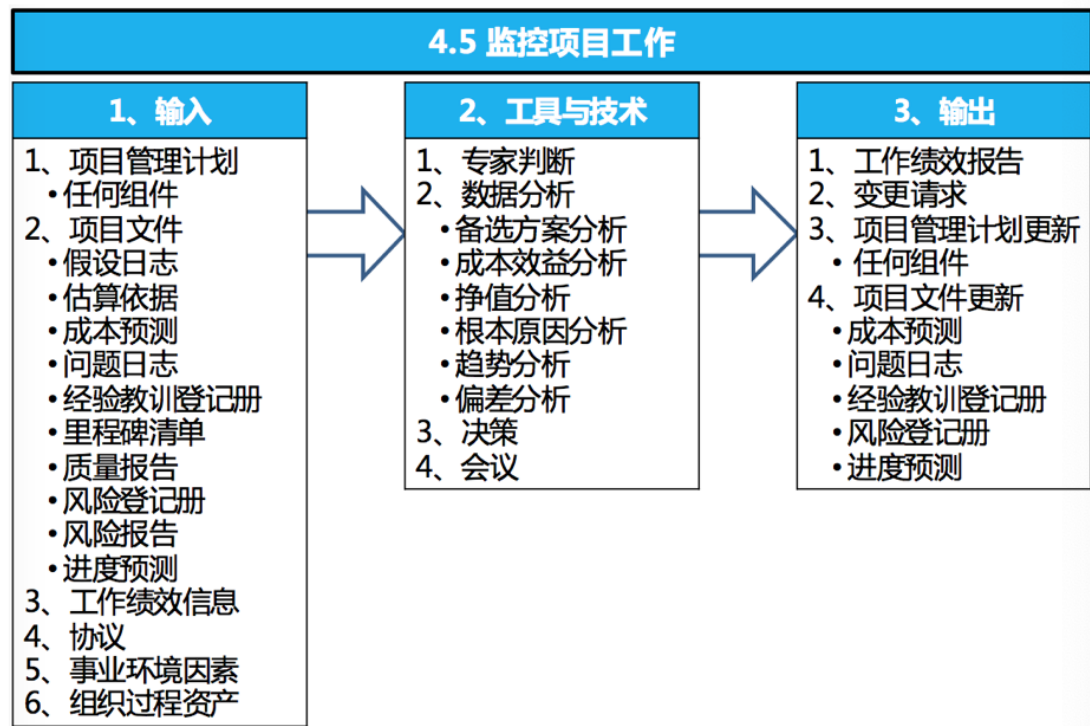 4.5 监控项目工作
1、输入
1、项目管理计划
•任何组件
2、项目文件
•假设日志
•估算依据
•成本预测
•问题日志
•经验教训登记册
•里程碑清单
•质量报告
•风险登记册
•风险报告
•进度预测
3、工作绩效信息
4、协议
5、事业环境因素
6、组织过程资产
2、工具与技术
1、专家判断
2、数据分析
•备选方案分析
•成本效益分析
•挣值分析
•根本原因分析
•趋势分析
•偏差分析
3、决策
4、会议
3、输出
1、工作绩效报告
2、变更请求
3、项目管理计划更新
•任何组件
4、项目文件更新
•成本预测
•问题日志
•经验教训登记册
•风险登记册
•进度预测